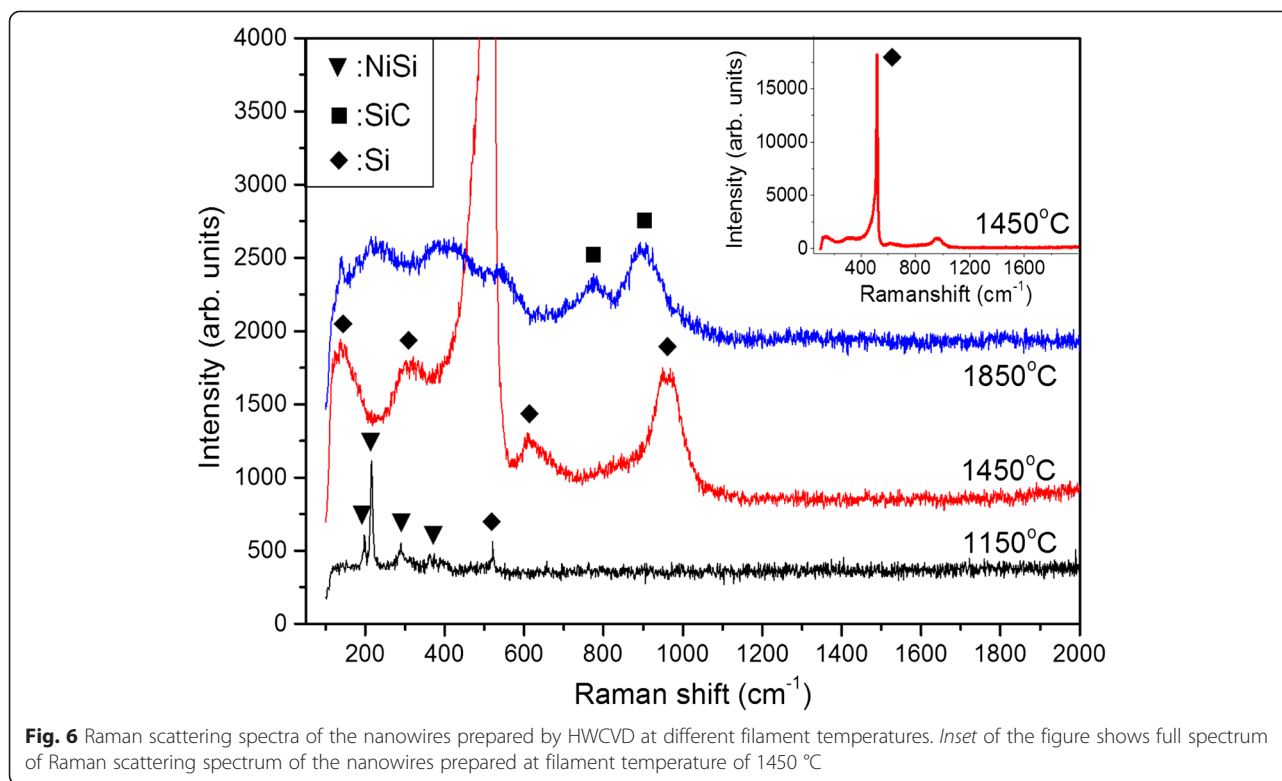 4000
3500
3000
2500
2000
1500
1000
500
0
Intensity (arb. units)
▼:NiSi
■:SiC
◆:Si
15000
10000
5000
0
Intensity (arb. units)
1450°C
400 800 1200 1600
Ramanshift (cm⁻¹)
1850°C
1450°C
1150°C
200 400 600 800 1000 1200 1400 1600 1800 2000
Raman shift (cm⁻¹)
Fig. 6 Raman scattering spectra of the nanowires prepared by HWCVD at different filament temperatures. Inset of the figure shows full spectrum
of Raman scattering spectrum of the nanowires prepared at filament temperature of 1450 °C